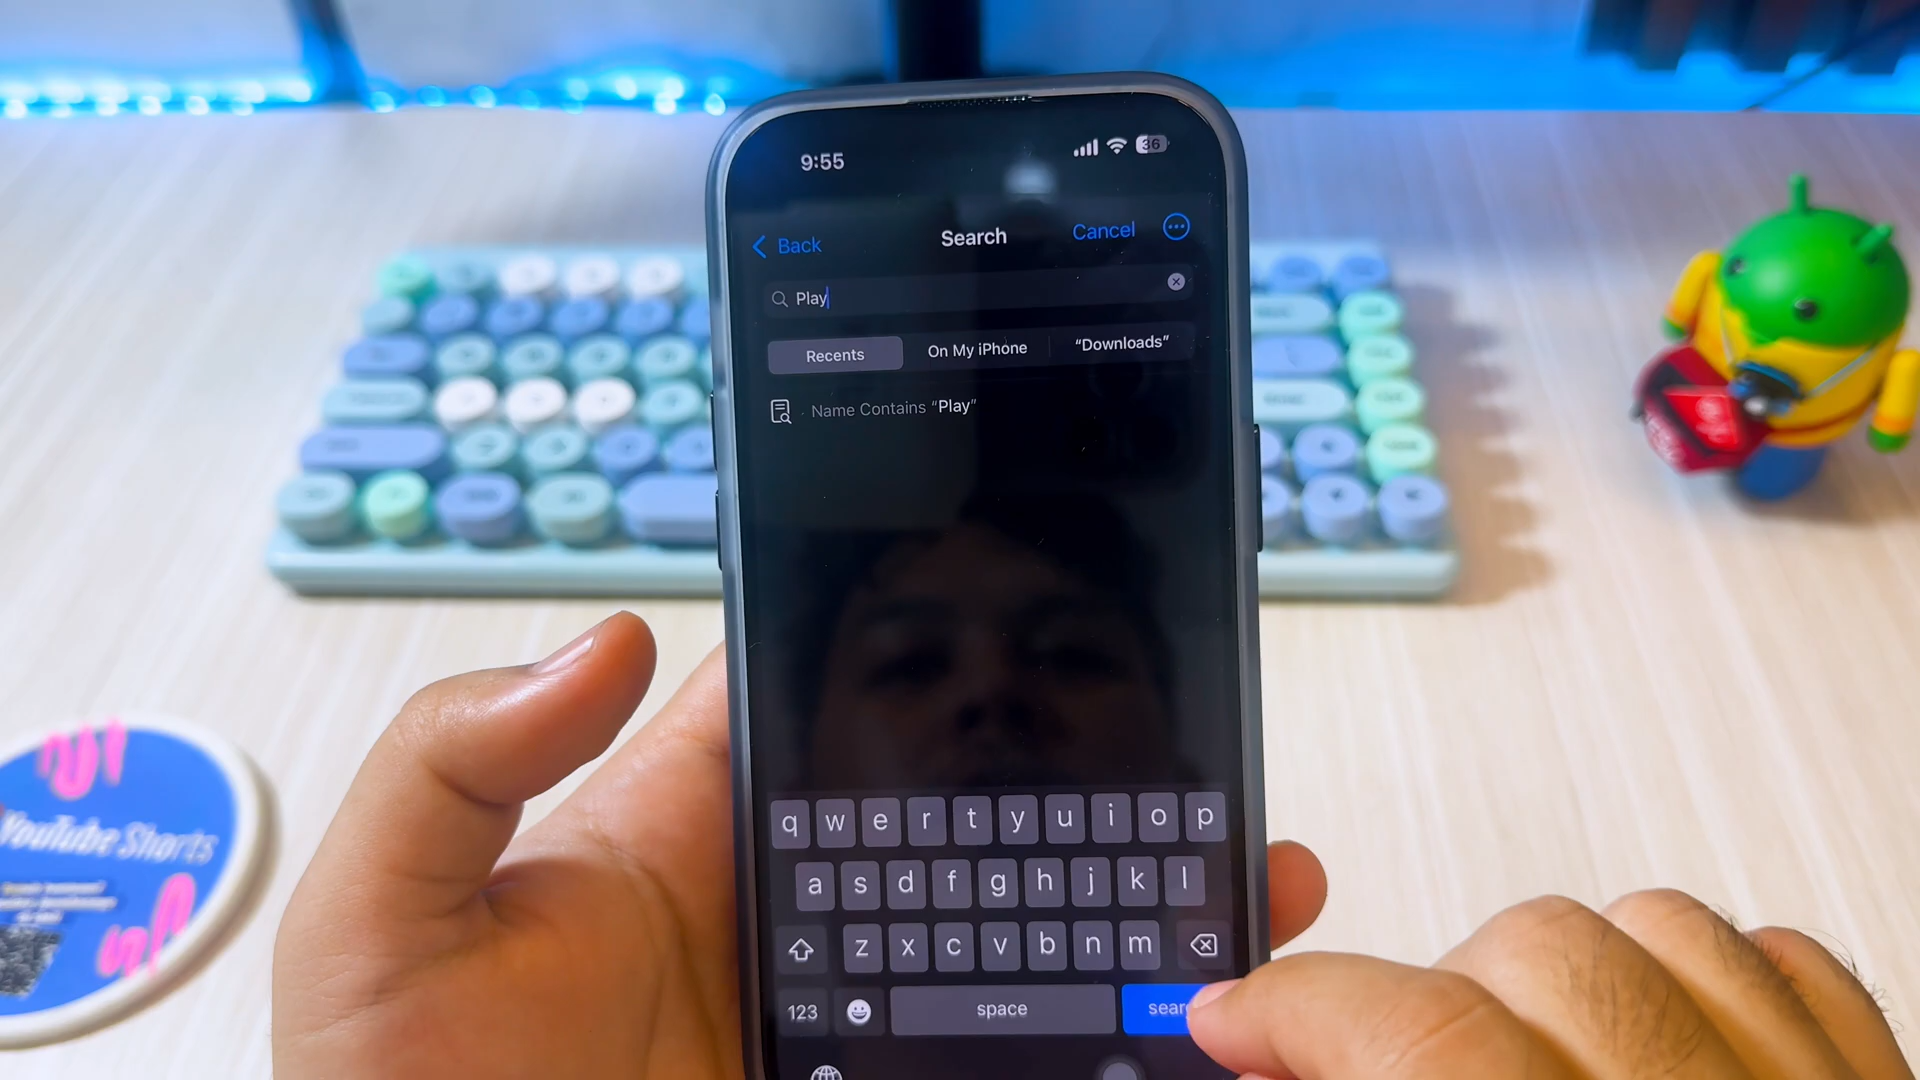 9:55
36
Back
Search
Cancel
Play
Recents
On My iPhone
“Downloads”
Name Contains “Play”
q w e r t y u i o p
a s d f g h j k l
z x c v b n m
123
space
YouTube Shorts